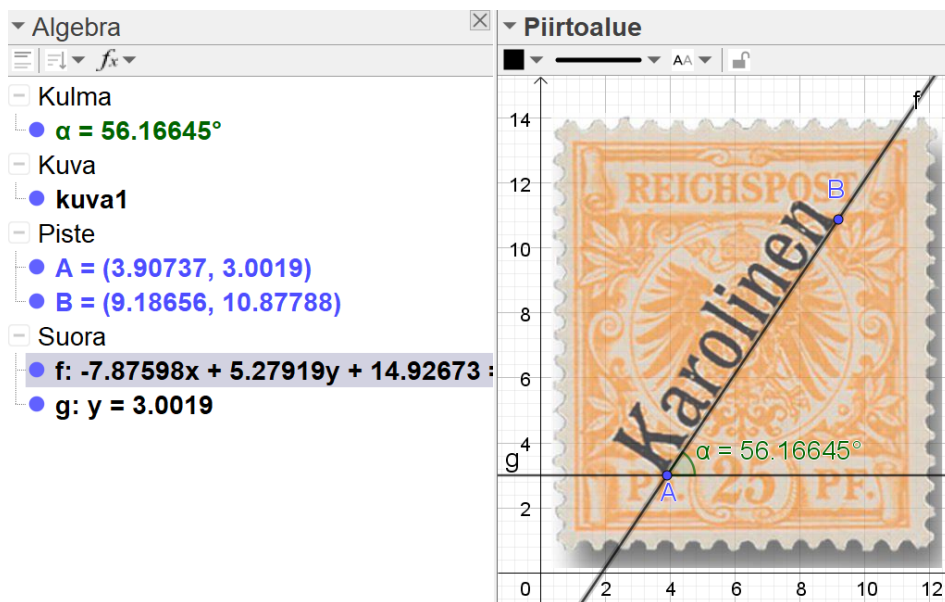 Algebra
Piirtoalue
fx
AA
Kulma
α = 56.16645°
Kuva
kuva1
Piste
A = (3.90737, 3.0019)
B = (9.18656, 10.87788)
Suora
f: -7.87598x + 5.27919y + 14.92673 =
g: y = 3.0019
f
14
12
10
8
6
4
2
0
2
4
6
8
10
12
REICHSPOST
B
Karolinen
α = 56.16645°
g
A
25
PF.